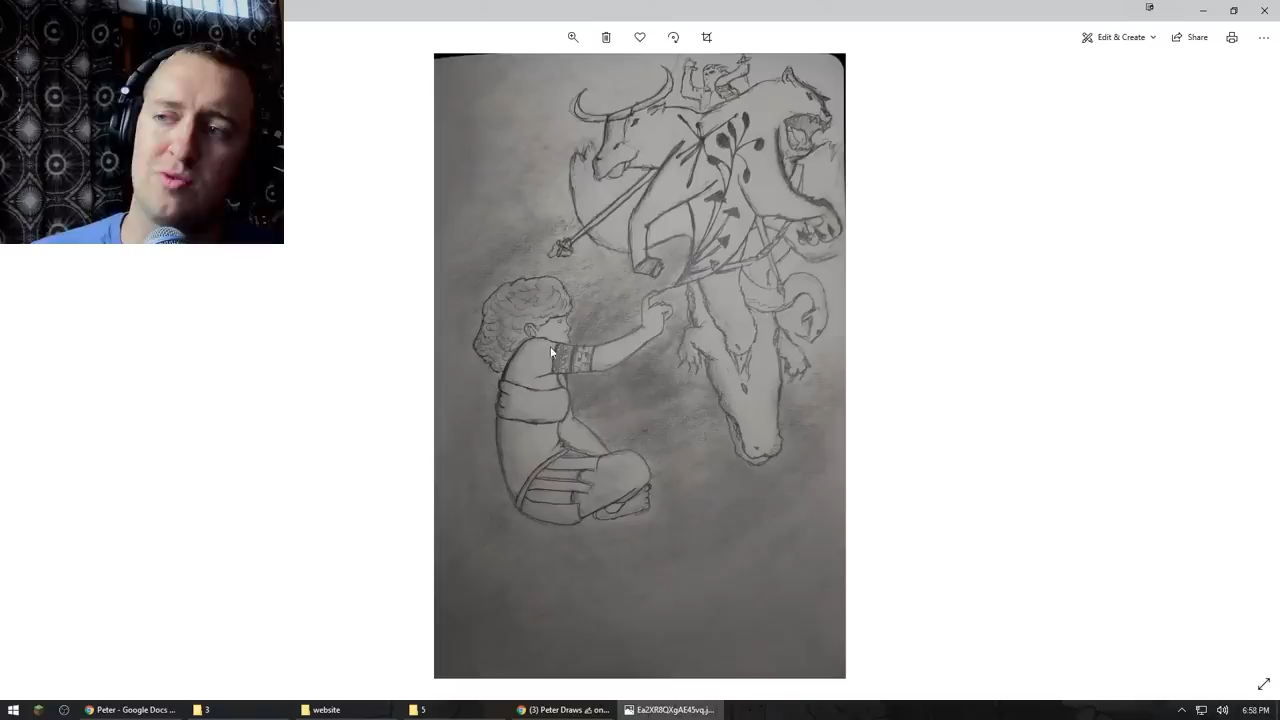 Edit & Create
Share
Peter - Google Docs ...
3
website
5
(3) Peter Draws ✍ on...
Ea2XR8QXgAE45vq.j...
6:58 PM